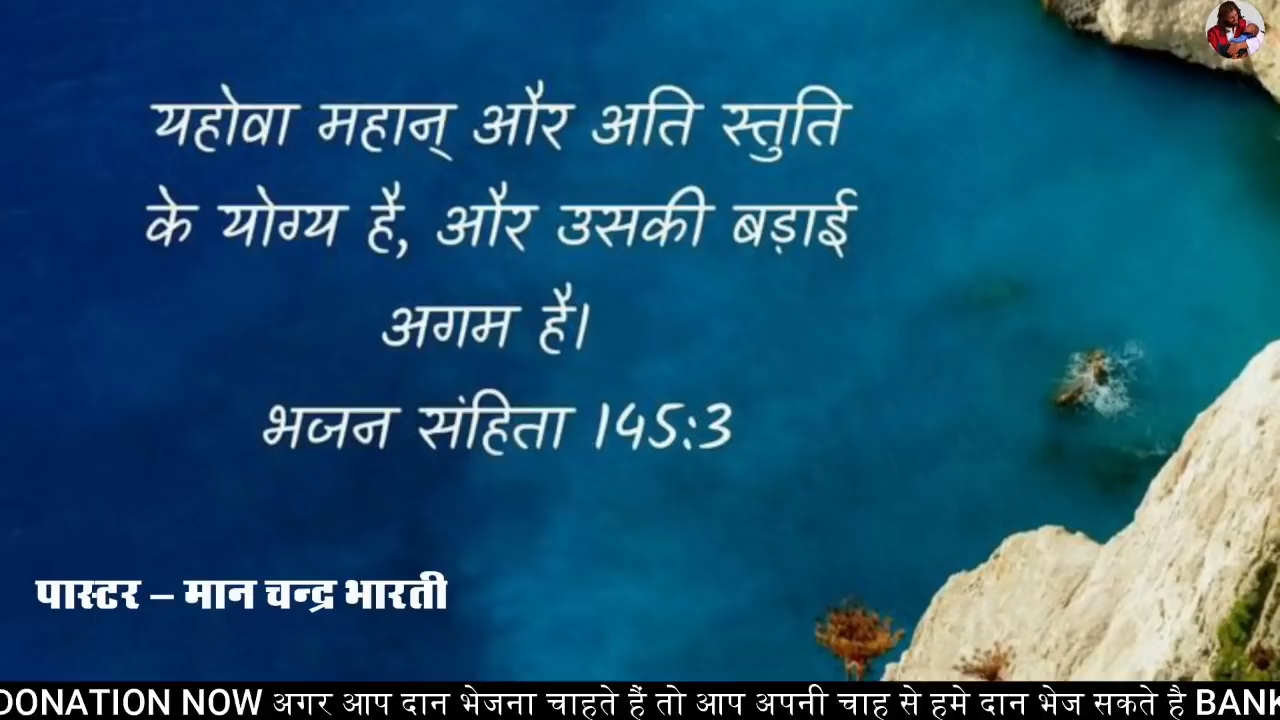 यहोवा महान् और अति स्तुति
के योग्य है, और उसकी बड़ाई
अगम है।
भजन संहिता 145:3
पास्टर – मान चन्द्र भारती
DONATION NOW अगर आप दान भेजना चाहते हैं तो आप अपनी चाह से हमे दान भेज सकते है BANK